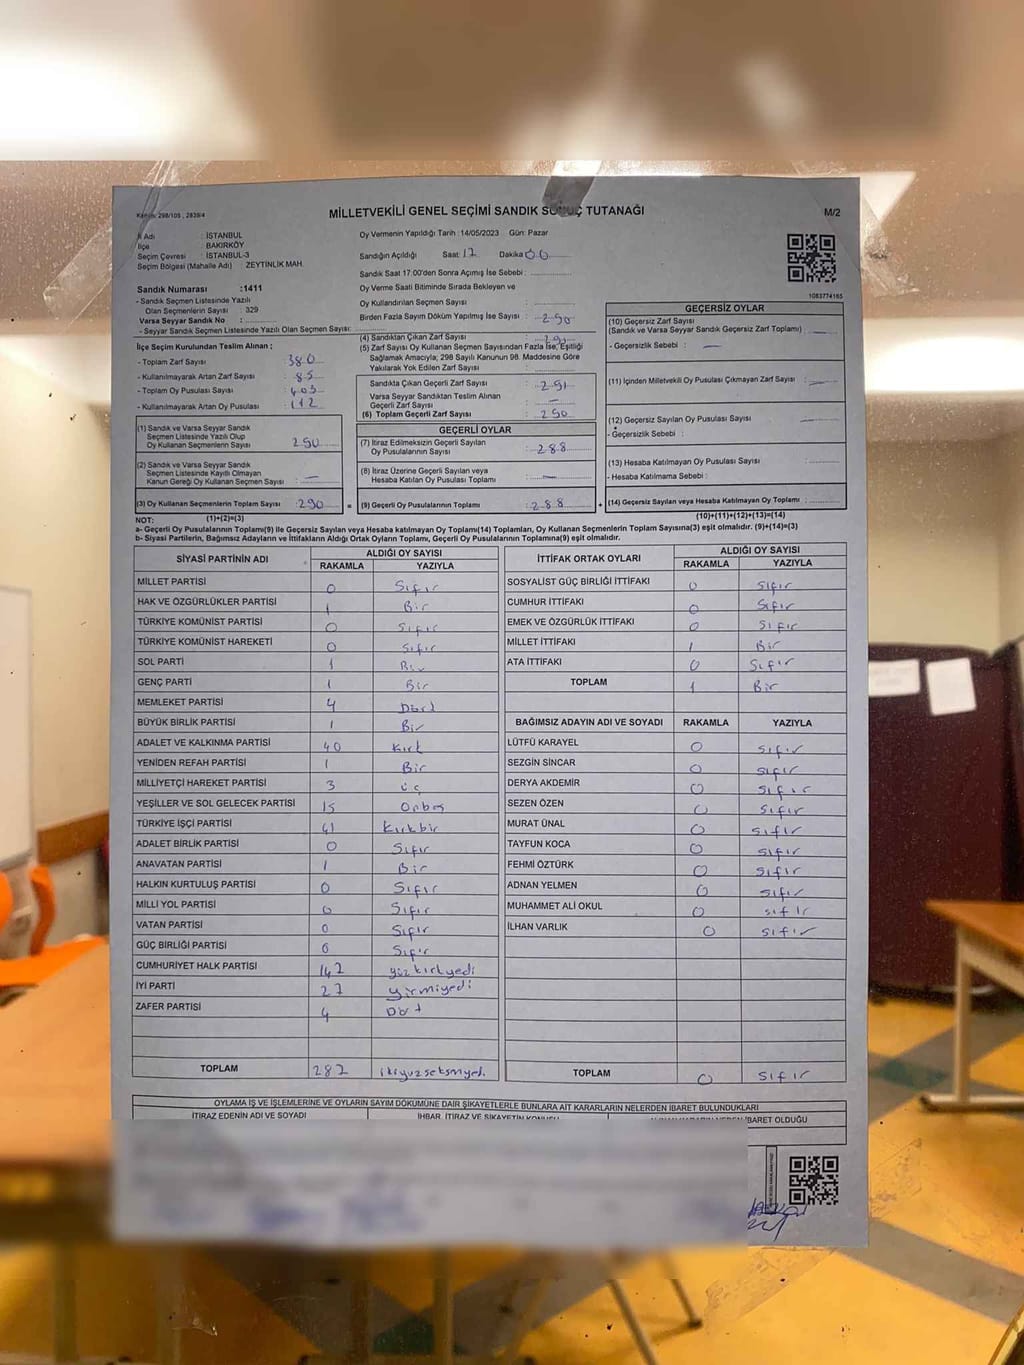 Kanun: 298/105 , 2839/4
MİLLETVEKİLİ GENEL SEÇİMİ SANDIK SONUÇ TUTANAĞI
M/2
İl Adı : İSTANBUL
İlçe : BAKIRKÖY
Seçim Çevresi : İSTANBUL-3
Seçim Bölgesi (Mahalle Adı) : ZEYTİNLİK MAH.
Oy Vermenin Yapıldığı Tarih :14/05/2023 Gün: Pazar
Sandığın Açıldığı Saat 17 Dakika 00
Sandık Saat 17:00'den Sonra Açılmış İse Sebebi :
Oy Verme Saati Bitiminde Sırada Bekleyen ve
Oy Kullandırılan Seçmen Sayısı :
Birden Fazla Sayım Döküm Yapılmış İse Sayısı : 290
1083774165
Sandık Numarası :1411
- Sandık Seçmen Listesinde Yazılı
Olan Seçmenlerin Sayısı : 329
Varsa Seyyar Sandık No :
- Seyyar Sandık Seçmen Listesinde Yazılı Olan Seçmen Sayısı:
İlçe Seçim Kurulundan Teslim Alınan ;
- Toplam Zarf Sayısı : 380
- Kullanılmayarak Artan Zarf Sayısı : 85
- Toplam Oy Pusulası Sayısı : 403
- Kullanılmayarak Artan Oy Pusulası : 112
(4) Sandıktan Çıkan Zarf Sayısı :
(5) Zarf Sayısı Oy Kullanan Seçmen Sayısından Fazla İse, Eşitliği
Sağlamak Amacıyla; 298 Sayılı Kanunun 98. Maddesine Göre
Yakılarak Yok Edilen Zarf Sayısı :
Sandıkta Çıkan Geçerli Zarf Sayısı : 291
Varsa Seyyar Sandıktan Teslim Alınan
Geçerli Zarf Sayısı : —
(6) Toplam Geçerli Zarf Sayısı : 290
GEÇERSİZ OYLAR
(10) Geçersiz Zarf Sayısı
(Sandık ve Varsa Seyyar Sandık Geçersiz Zarf Toplamı) : —
- Geçersizlik Sebebi : —
(11) İçinden Milletvekili Oy Pusulası Çıkmayan Zarf Sayısı : —
(12) Geçersiz Sayılan Oy Pusulası Sayısı : —
- Geçersizlik Sebebi :
(13) Hesaba Katılmayan Oy Pusulası Sayısı :
- Hesaba Katılmama Sebebi :
(14) Geçersiz Sayılan veya Hesaba Katılmayan Oy Toplamı :
(10)+(11)+(12)+(13)=(14)
(1) Sandık ve Varsa Seyyar Sandık
Seçmen Listesinde Yazılı Olup
Oy Kullanan Seçmenlerin Sayısı : 290
(2) Sandık ve Varsa Seyyar Sandık
Seçmen Listesinde Kayıtlı Olmayan
Kanun Gereği Oy Kullanan Seçmen Sayısı : —
(3) Oy Kullanan Seçmenlerin Toplam Sayısı : 290
(1)+(2)=(3)
GEÇERLİ OYLAR
(7) İtiraz Edilmeksizin Geçerli Sayılan
Oy Pusulalarının Sayısı : 288
(8) İtiraz Üzerine Geçerli Sayılan veya
Hesaba Katılan Oy Pusulası Toplamı : —
= (9) Geçerli Oy Pusulalarının Toplamı : 288 +
NOT:
a- Geçerli Oy Pusulalarının Toplamı(9) ile Geçersiz Sayılan veya Hesaba katılmayan Oy Toplamı(14) Toplamları, Oy Kullanan Seçmenlerin Toplam Sayısına(3) eşit olmalıdır. (9)+(14)=(3)
b- Siyasi Partilerin, Bağımsız Adayların ve İttifakların Aldığı Ortak Oyların Toplamı, Geçerli Oy Pusulalarının Toplamına(9) eşit olmalıdır.
SİYASİ PARTİNİN ADI ALDIĞI OY SAYISI
RAKAMLA YAZIYLA
MİLLET PARTİSİ 0 Sıfır
HAK VE ÖZGÜRLÜKLER PARTİSİ 1 Bir
TÜRKİYE KOMÜNİST PARTİSİ 0 Sıfır
TÜRKİYE KOMÜNİST HAREKETİ 0 Sıfır
SOL PARTİ 1 Bir
GENÇ PARTİ 1 Bir
MEMLEKET PARTİSİ 4 Dört
BÜYÜK BİRLİK PARTİSİ 1 Bir
ADALET VE KALKINMA PARTİSİ 40 Kırk
YENİDEN REFAH PARTİSİ 1 Bir
MİLLİYETÇİ HAREKET PARTİSİ 3 üç
YEŞİLLER VE SOL GELECEK PARTİSİ 15 Onbeş
TÜRKİYE İŞÇİ PARTİSİ 41 Kırkbir
ADALET BİRLİK PARTİSİ 0 Sıfır
ANAVATAN PARTİSİ 1 Bir
HALKIN KURTULUŞ PARTİSİ 0 Sıfır
MİLLİ YOL PARTİSİ 0 Sıfır
VATAN PARTİSİ 0 Sıfır
GÜÇ BİRLİĞİ PARTİSİ 0 Sıfır
CUMHURİYET HALK PARTİSİ 147 yüzkırkyedi
İYİ PARTİ 27 yirmiyedi
ZAFER PARTİSİ 4 Dört
TOPLAM 287 ikiyüzseksenyedi
İTTİFAK ORTAK OYLARI ALDIĞI OY SAYISI
RAKAMLA YAZIYLA
SOSYALİST GÜÇ BİRLİĞİ İTTİFAKI 0 Sıfır
CUMHUR İTTİFAKI 0 Sıfır
EMEK VE ÖZGÜRLÜK İTTİFAKI 0 Sıfır
MİLLET İTTİFAKI 1 Bir
ATA İTTİFAKI 0 Sıfır
TOPLAM 1 Bir
BAĞIMSIZ ADAYIN ADI VE SOYADI RAKAMLA YAZIYLA
LÜTFÜ KARAYEL 0 sıfır
SEZGİN SİNCAR 0 sıfır
DERYA AKDEMİR 0 sıfır
SEZEN ÖZEN 0 sıfır
MURAT ÜNAL 0 sıfır
TAYFUN KOCA 0 sıfır
FEHMİ ÖZTÜRK 0 sıfır
ADNAN YELMEN 0 sıfır
MUHAMMET ALİ OKUL 0 sıfır
İLHAN VARLIK 0 sıfır
TOPLAM 0 sıfır
OYLAMA İŞ VE İŞLEMLERİNE VE OYLARIN SAYIM DÖKÜMÜNE DAİR ŞİKAYETLERLE BUNLARA AİT KARARLARIN NELERDEN İBARET BULUNDUKLARI
İTİRAZ EDENİN ADI VE SOYADI İHBAR, İTİRAZ VE ŞİKAYETİN KONUSU İBARET OLDUĞU